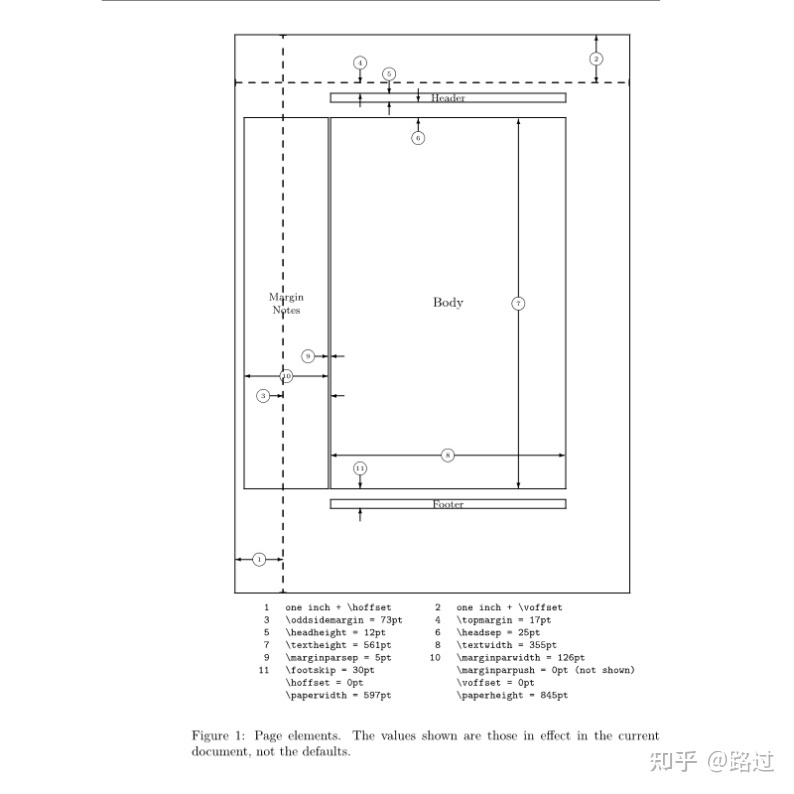 4
2
5
Header
6
Margin
Notes
Body
7
9
10
3
8
11
Footer
1
1 one inch + \hoffset 2 one inch + \voffset
3 \oddsidemargin = 73pt 4 \topmargin = 17pt
5 \headheight = 12pt 6 \headsep = 25pt
7 \textheight = 561pt 8 \textwidth = 355pt
9 \marginparsep = 5pt 10 \marginparwidth = 126pt
11 \footskip = 30pt \marginparpush = 0pt (not shown)
\hoffset = 0pt \voffset = 0pt
\paperwidth = 597pt \paperheight = 845pt
Figure 1: Page elements. The values shown are those in effect in the current
document, not the defaults.
知乎 @路过